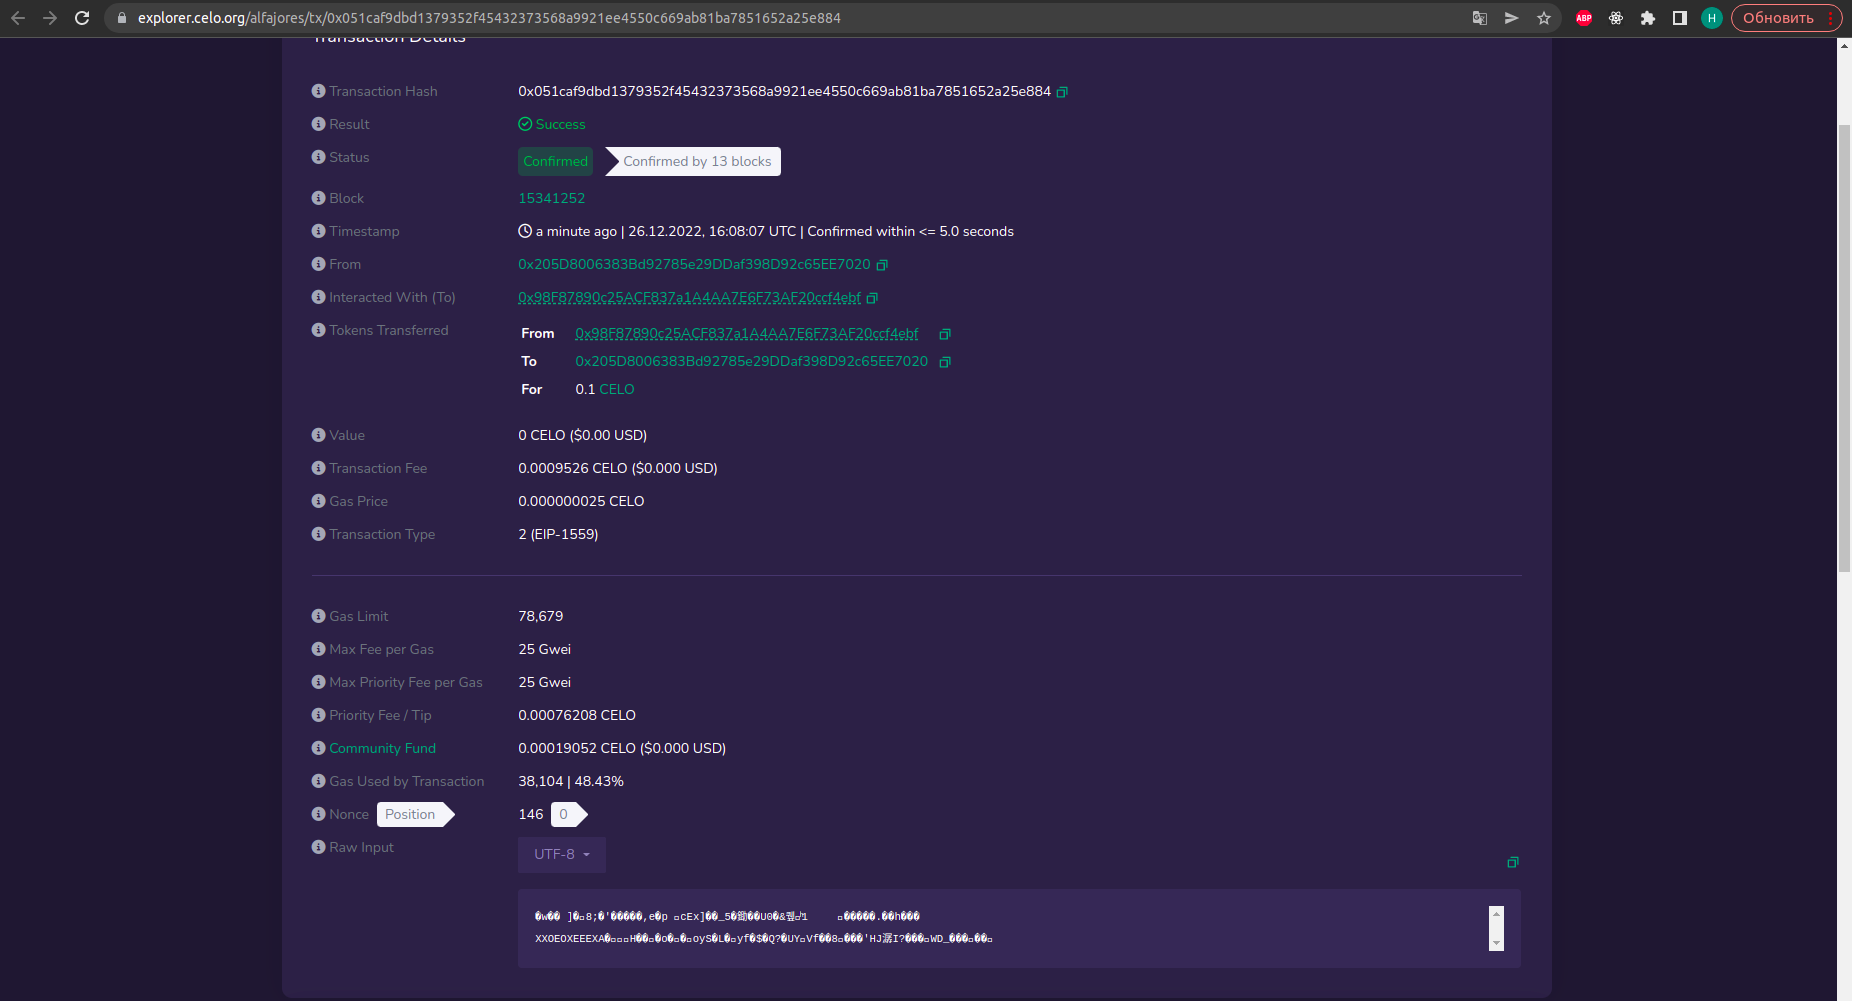 explorer.celo.org/alfajores/tx/0x051caf9dbd1379352f45432373568a9921ee4550c669ab81ba7851652a25e884
ABP
H
Обновить
Transaction Details
Transaction Hash 0x051caf9dbd1379352f45432373568a9921ee4550c669ab81ba7851652a25e884
Result Success
Status Confirmed Confirmed by 13 blocks
Block 15341252
Timestamp a minute ago | 26.12.2022, 16:08:07 UTC | Confirmed within <= 5.0 seconds
From 0x205D8006383Bd92785e29DDaf398D92c65EE7020
Interacted With (To) 0x98F87890c25ACF837a1A4AA7E6F73AF20ccf4ebf
Tokens Transferred From 0x98F87890c25ACF837a1A4AA7E6F73AF20ccf4ebf
To 0x205D8006383Bd92785e29DDaf398D92c65EE7020
For 0.1 CELO
Value 0 CELO ($0.00 USD)
Transaction Fee 0.0009526 CELO ($0.000 USD)
Gas Price 0.000000025 CELO
Transaction Type 2 (EIP-1559)
Gas Limit 78,679
Max Fee per Gas 25 Gwei
Max Priority Fee per Gas 25 Gwei
Priority Fee / Tip 0.00076208 CELO
Community Fund 0.00019052 CELO ($0.000 USD)
Gas Used by Transaction 38,104 | 48.43%
Nonce Position 146 0
Raw Input UTF-8